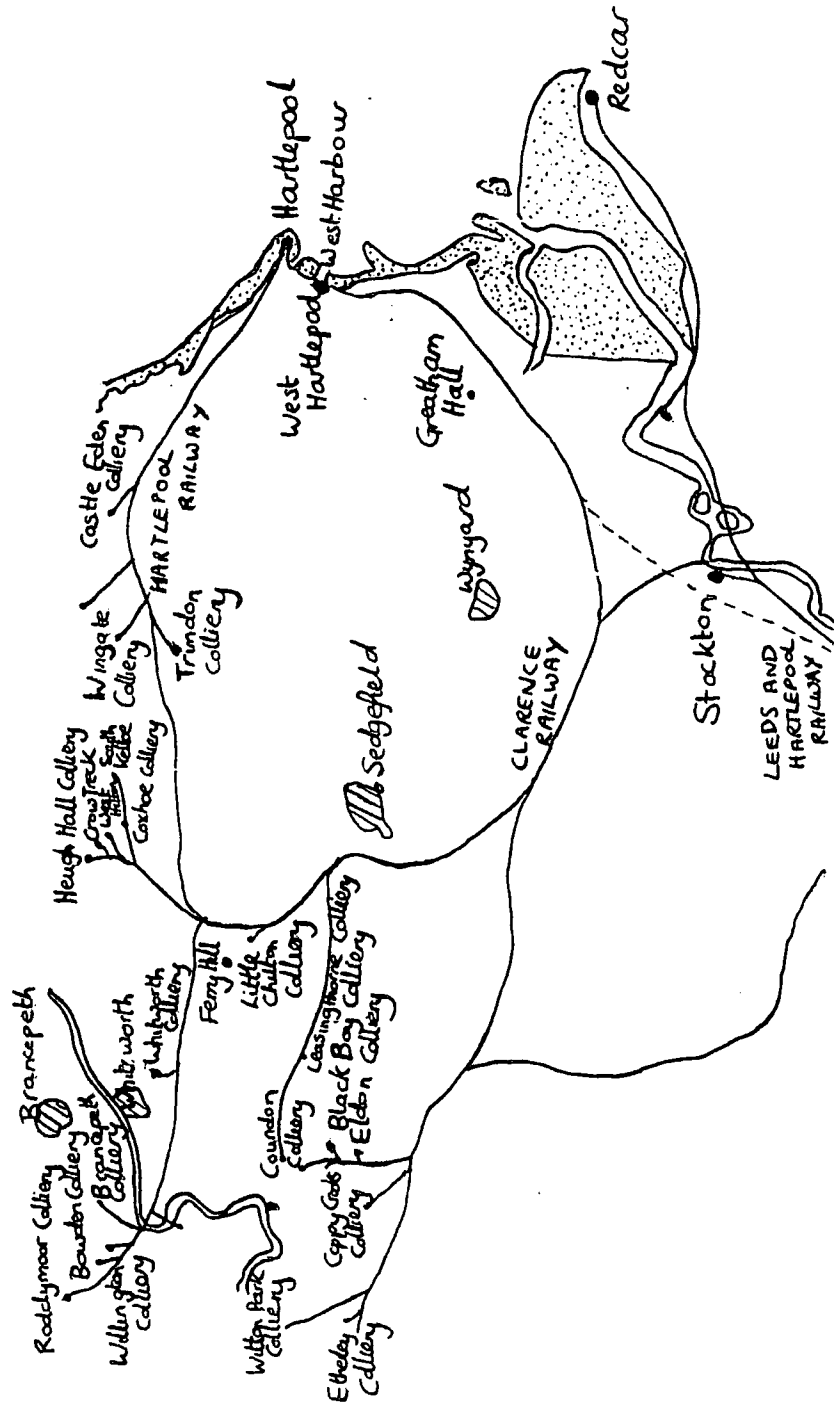 Roddymoor Colliery
Bowden Colliery
Brancepeth
Colliery
Brancepeth
Whitworth
Whitworth
Colliery
Willington
Colliery
Witton Park
Colliery
Etherley
Colliery
Coppy Crooks
Colliery
Coundon
Colliery
Black Boy Colliery
Eldon Colliery
Leasingthorne Colliery
Ferry Hill
Little
Chilton
Colliery
Heugh Hall Colliery
Crow Trees
West
Hetton
South
Kelloe
Coxhoe Colliery
Wingate
Colliery
Trimdon
Colliery
Castle Eden
Colliery
HARTLEPOOL
RAILWAY
Hartlepool
West Harbour
West
Hartlepool
Greatham
Hall
Wynyard
Sedgefield
CLARENCE
RAILWAY
Stockton
LEEDS AND
HARTLEPOOL
RAILWAY
Redcar